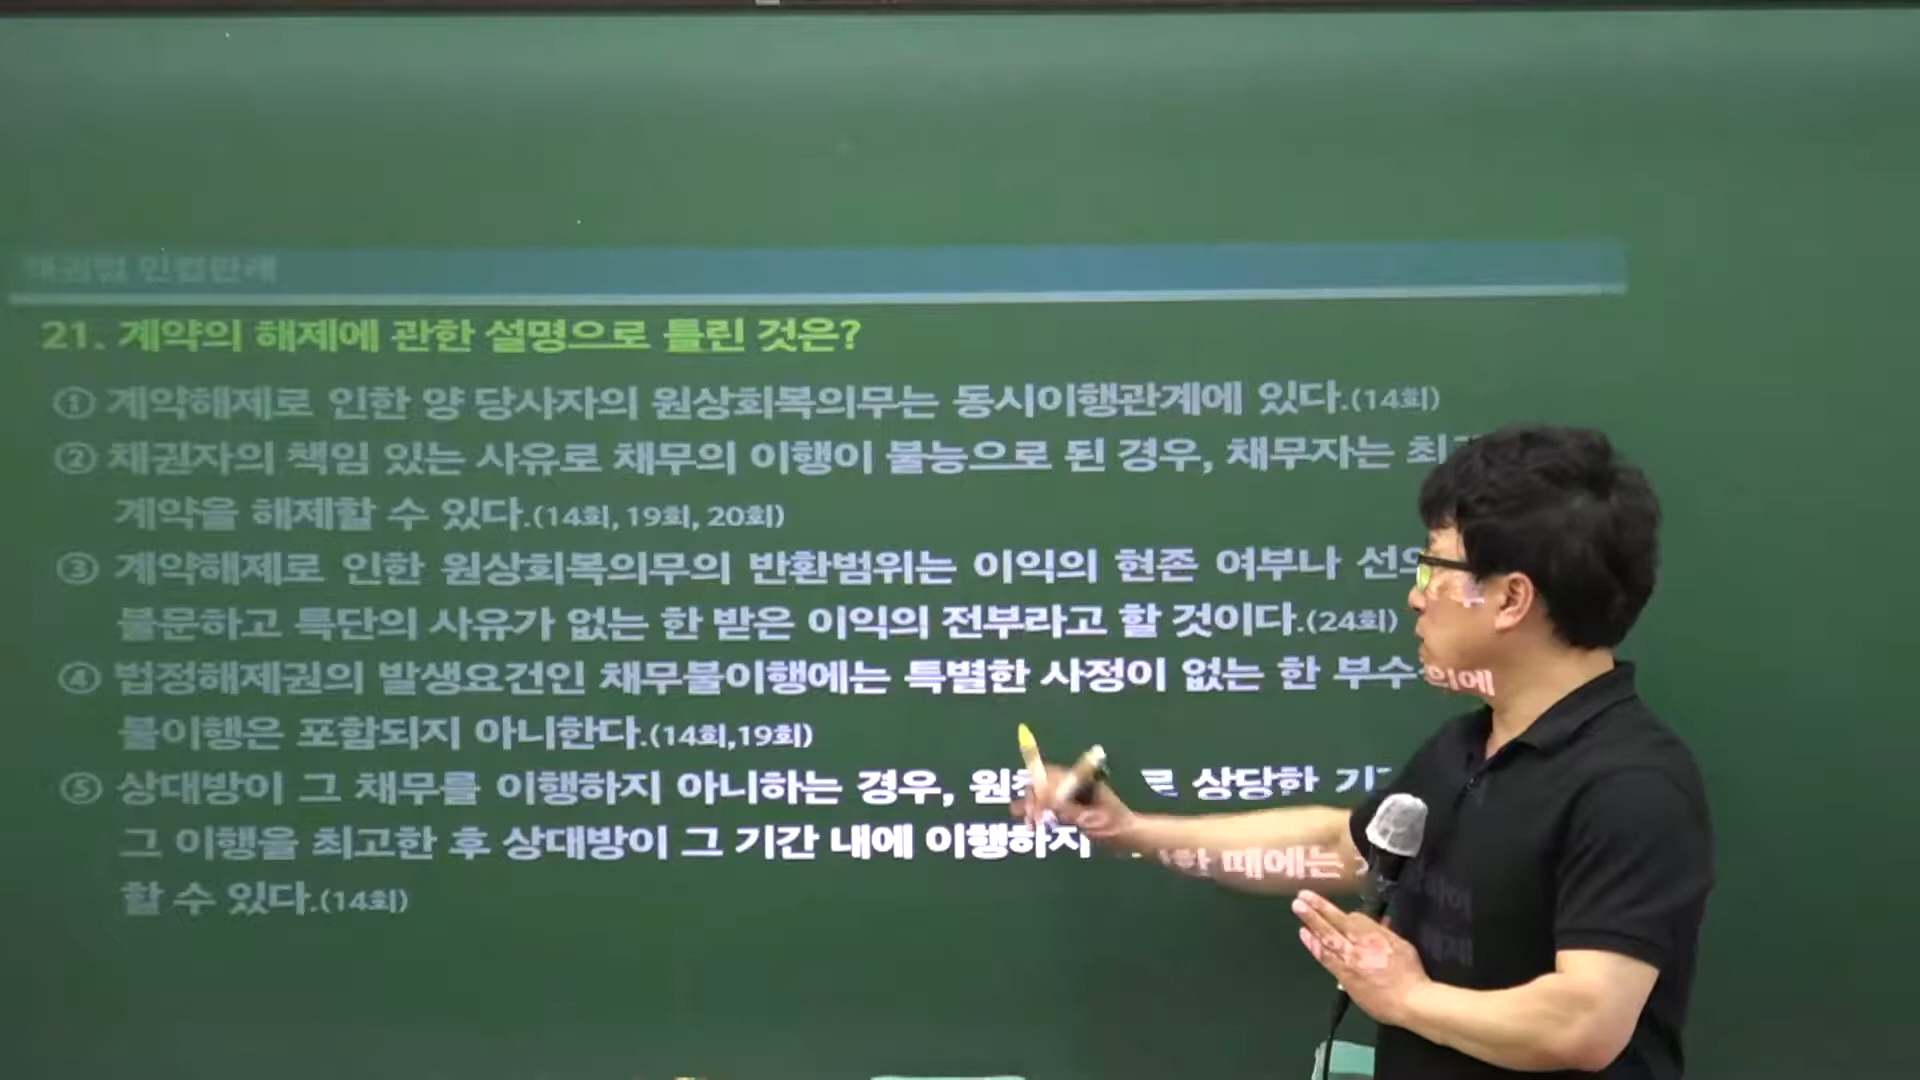 채권법 민법판례
21. 계약의 해제에 관한 설명으로 틀린 것은?
① 계약해제로 인한 양 당사자의 원상회복의무는 동시이행관계에 있다.(14회)
② 채권자의 책임 있는 사유로 채무의 이행이 불능으로 된 경우, 채무자는 최
계약을 해제할 수 있다.(14회, 19회, 20회)
③ 계약해제로 인한 원상회복의무의 반환범위는 이익의 현존 여부나 선의
불문하고 특단의 사유가 없는 한 받은 이익의 전부라고 할 것이다.(24회)
④ 법정해제권의 발생요건인 채무불이행에는 특별한 사정이 없는 한 부수 의에
불이행은 포함되지 아니한다.(14회,19회)
⑤ 상대방이 그 채무를 이행하지 아니하는 경우, 원 로 상당한 기
그 이행을 최고한 후 상대방이 그 기간 내에 이행하지 때에는
할 수 있다.(14회)